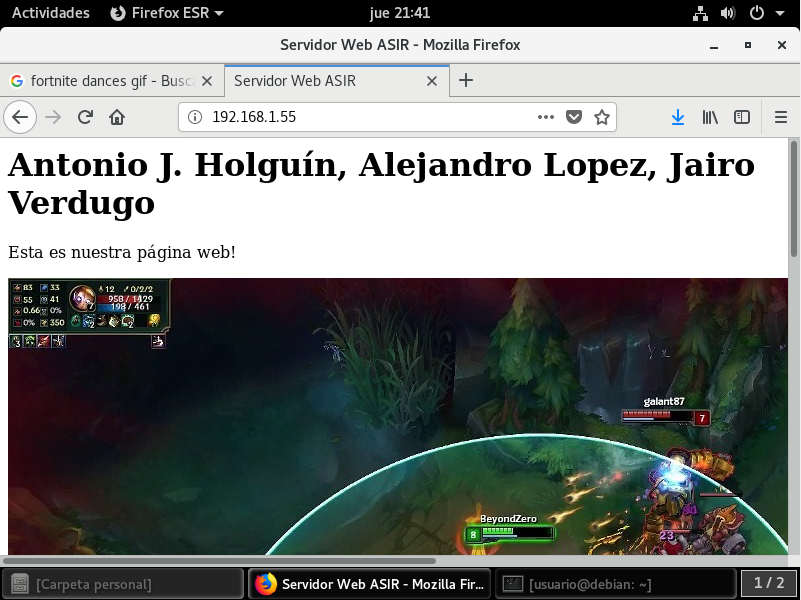 Actividades Firefox ESR jue 21:41
Servidor Web ASIR - Mozilla Firefox
fortnite dances gif - Busca Servidor Web ASIR
192.168.1.55
Antonio J. Holguín, Alejandro Lopez, Jairo
Verdugo
Esta es nuestra página web!
83 33 12 0/2/2
55 41 958 / 1429
0.66 0% 198 / 461
0% 350
galant87
7
BeyondZero
8
23
[Carpeta personal] Servidor Web ASIR - Mozilla Fir... [usuario@debian: ~] 1 / 2